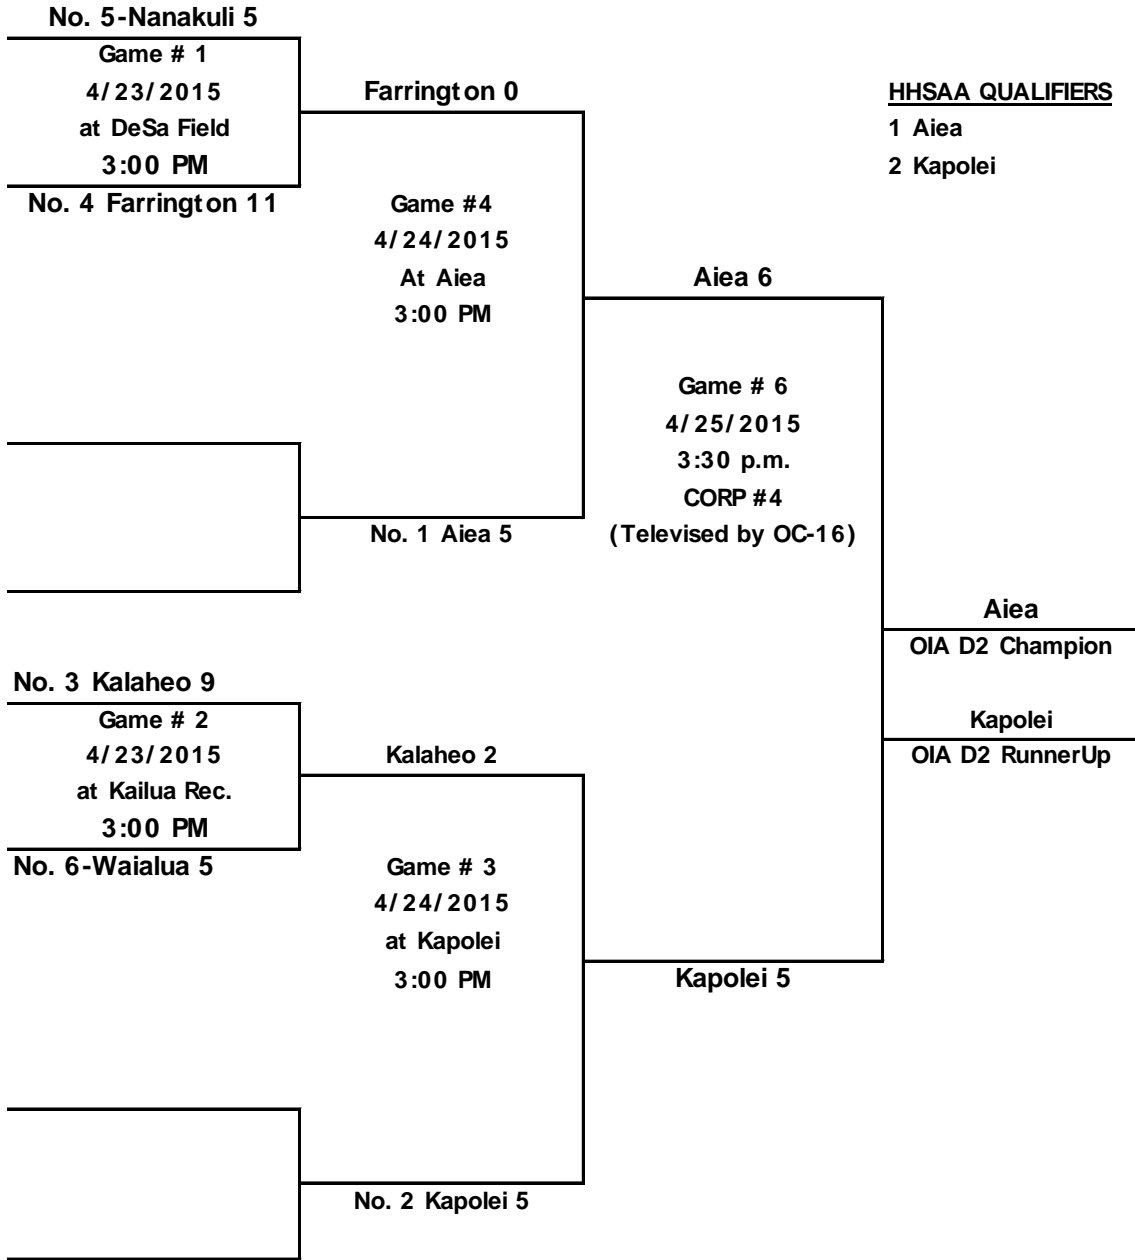 No. 5-Nanakuli 5
Game # 1
4/23/2015
at DeSa Field
3:00 PM
No. 4 Farrington 11
Farrington 0
Game #4
4/24/2015
At Aiea
3:00 PM
No. 1 Aiea 5
HHSAA QUALIFIERS
1 Aiea
2 Kapolei
Aiea 6
Game # 6
4/25/2015
3:30 p.m.
CORP #4
(Televised by OC-16)
Aiea
OIA D2 Champion
Kapolei
OIA D2 RunnerUp
No. 3 Kalaheo 9
Game # 2
4/23/2015
at Kailua Rec.
3:00 PM
No. 6-Waialua 5
Kalaheo 2
Game # 3
4/24/2015
at Kapolei
3:00 PM
No. 2 Kapolei 5
Kapolei 5